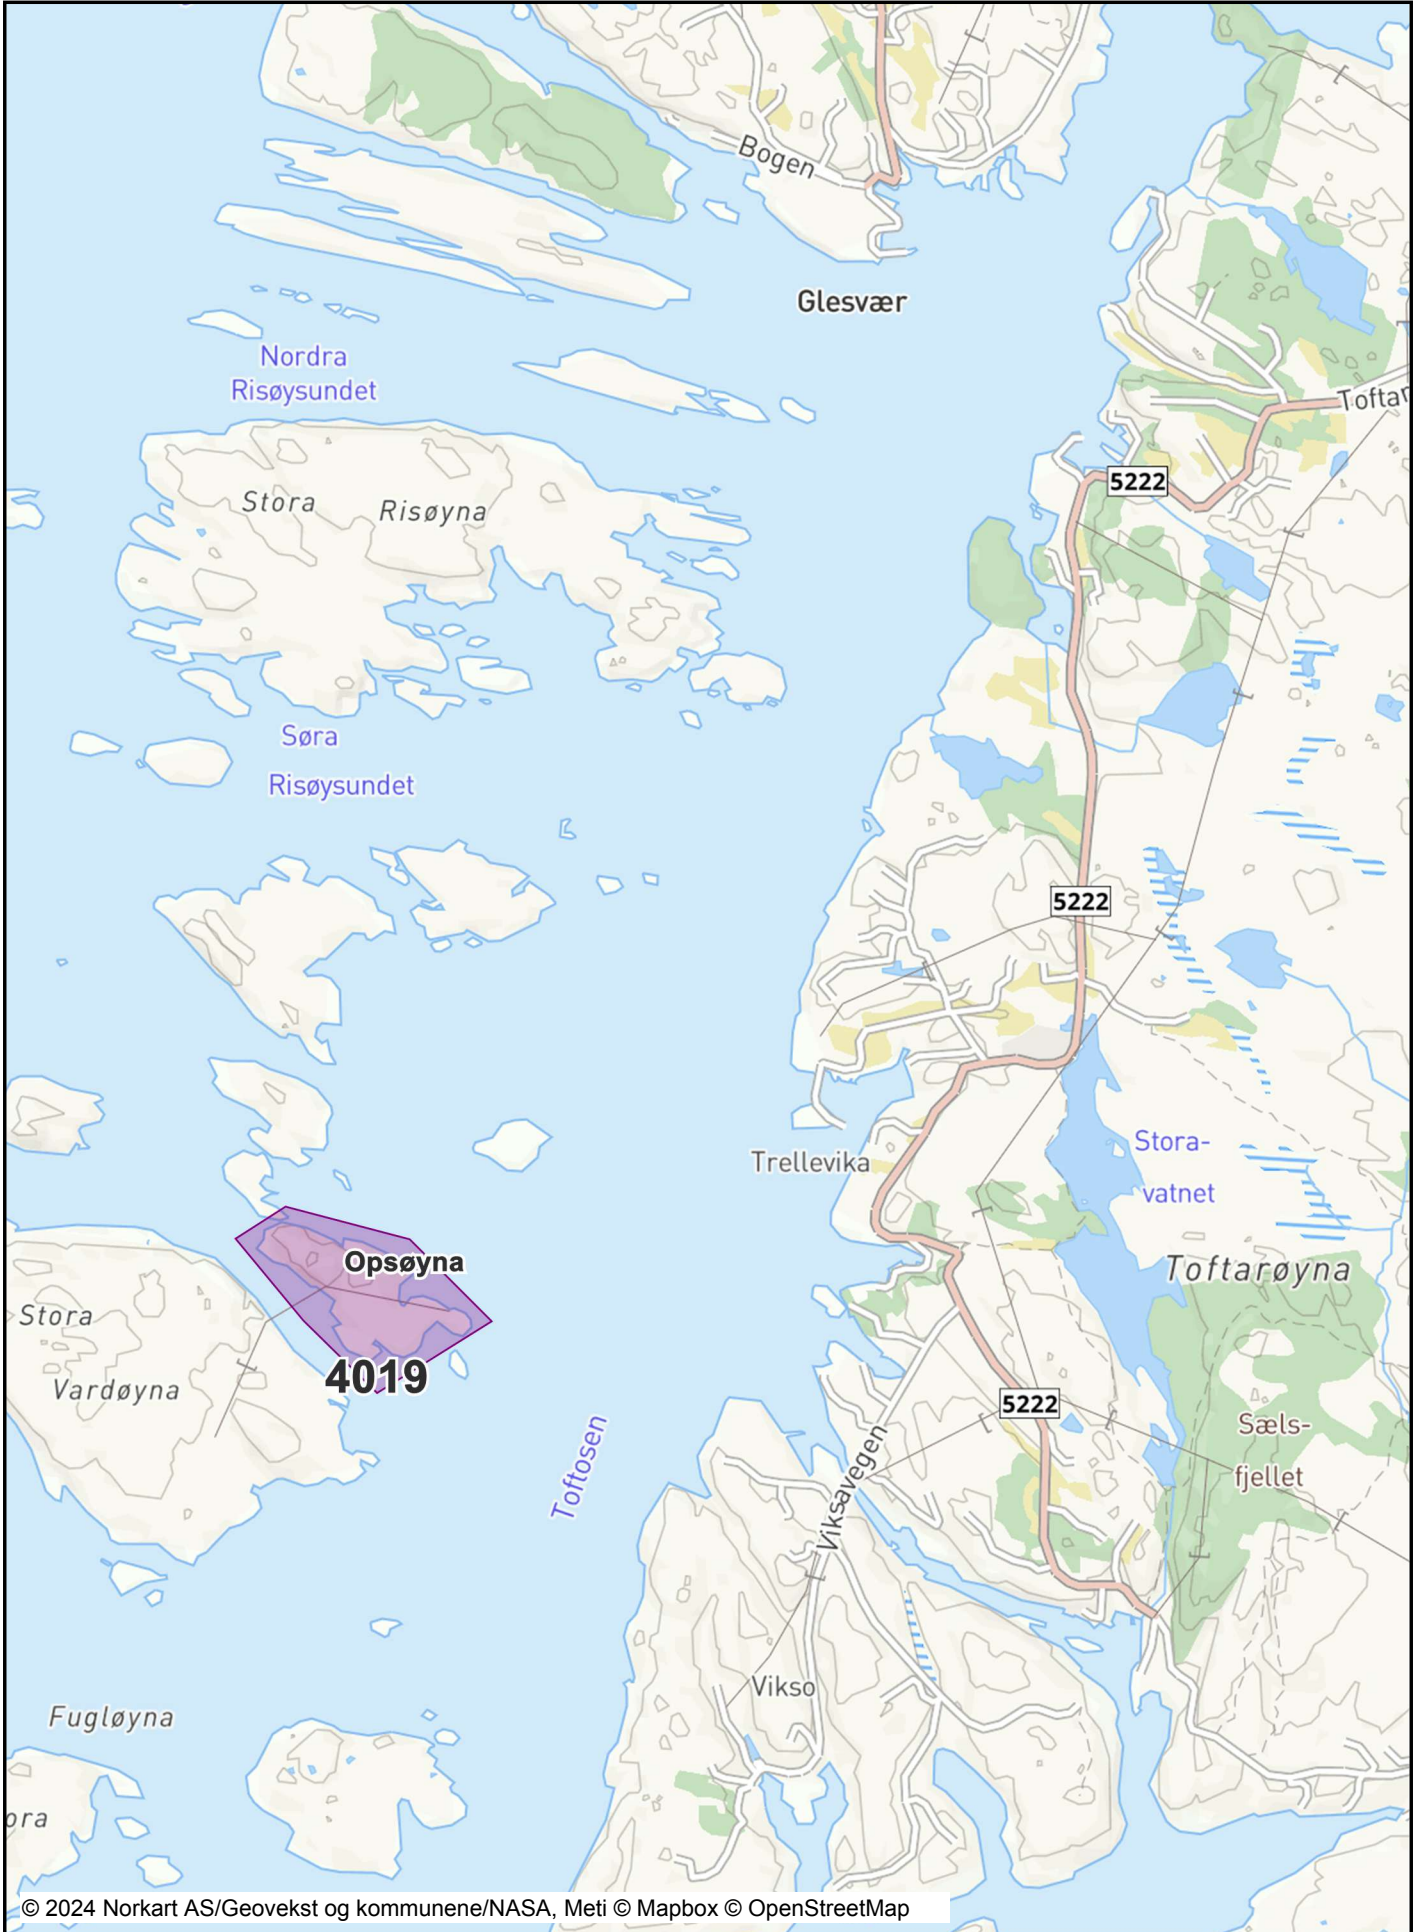 Bogen
Glesvær
Nordra
Risøysundet
Toftar
5222
Stora Risøyna
Søra
Risøysundet
5222
Stora-
vatnet
Trellevika
Opsøyna
Toftarøyna
Stora
4019
Vardøyna
5222
Sæls-
fjellet
Toftosen
Viksavegen
Vikso
Fugløyna
ora
© 2024 Norkart AS/Geovekst og kommunene/NASA, Meti © Mapbox © OpenStreetMap